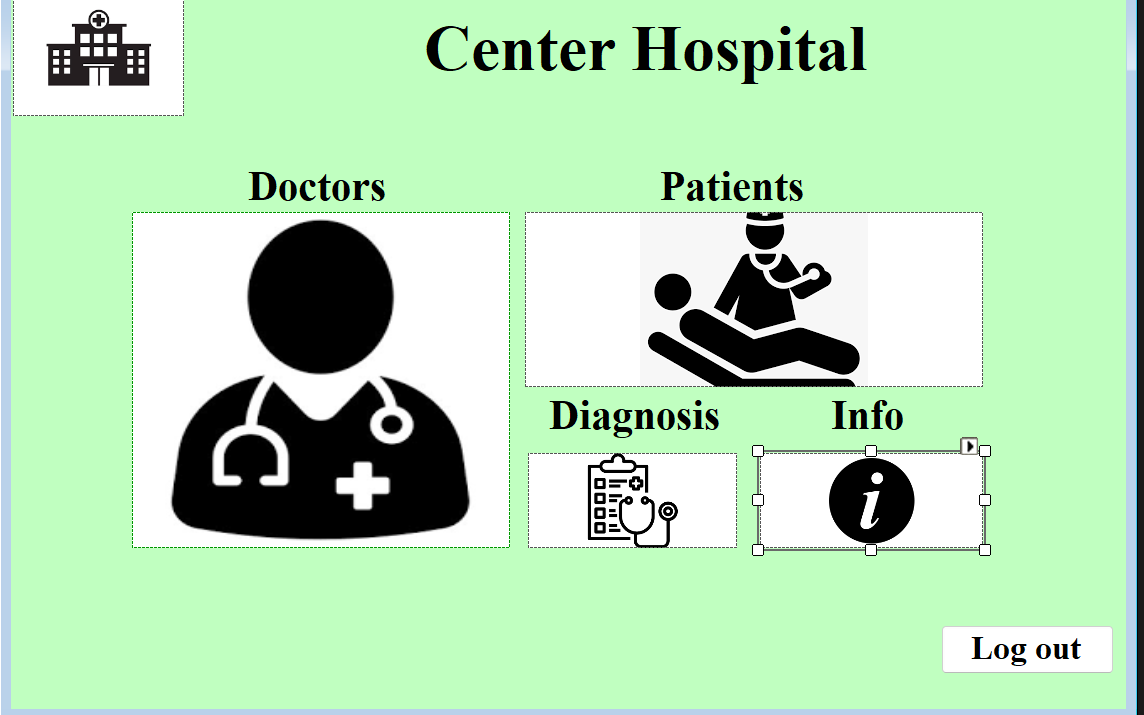 Center Hospital
Doctors
Patients
Diagnosis
Info
i
Log out